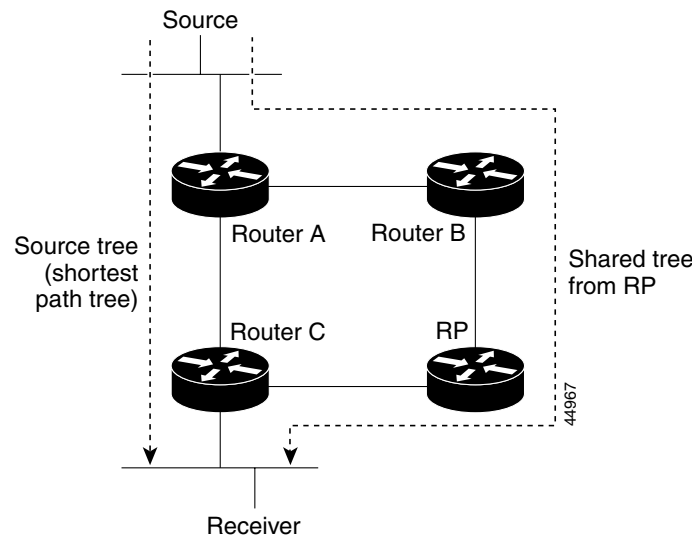 Source
Router A
Router B
Source tree
(shortest
path tree)
Shared tree
from RP
Router C
RP
44967
Receiver